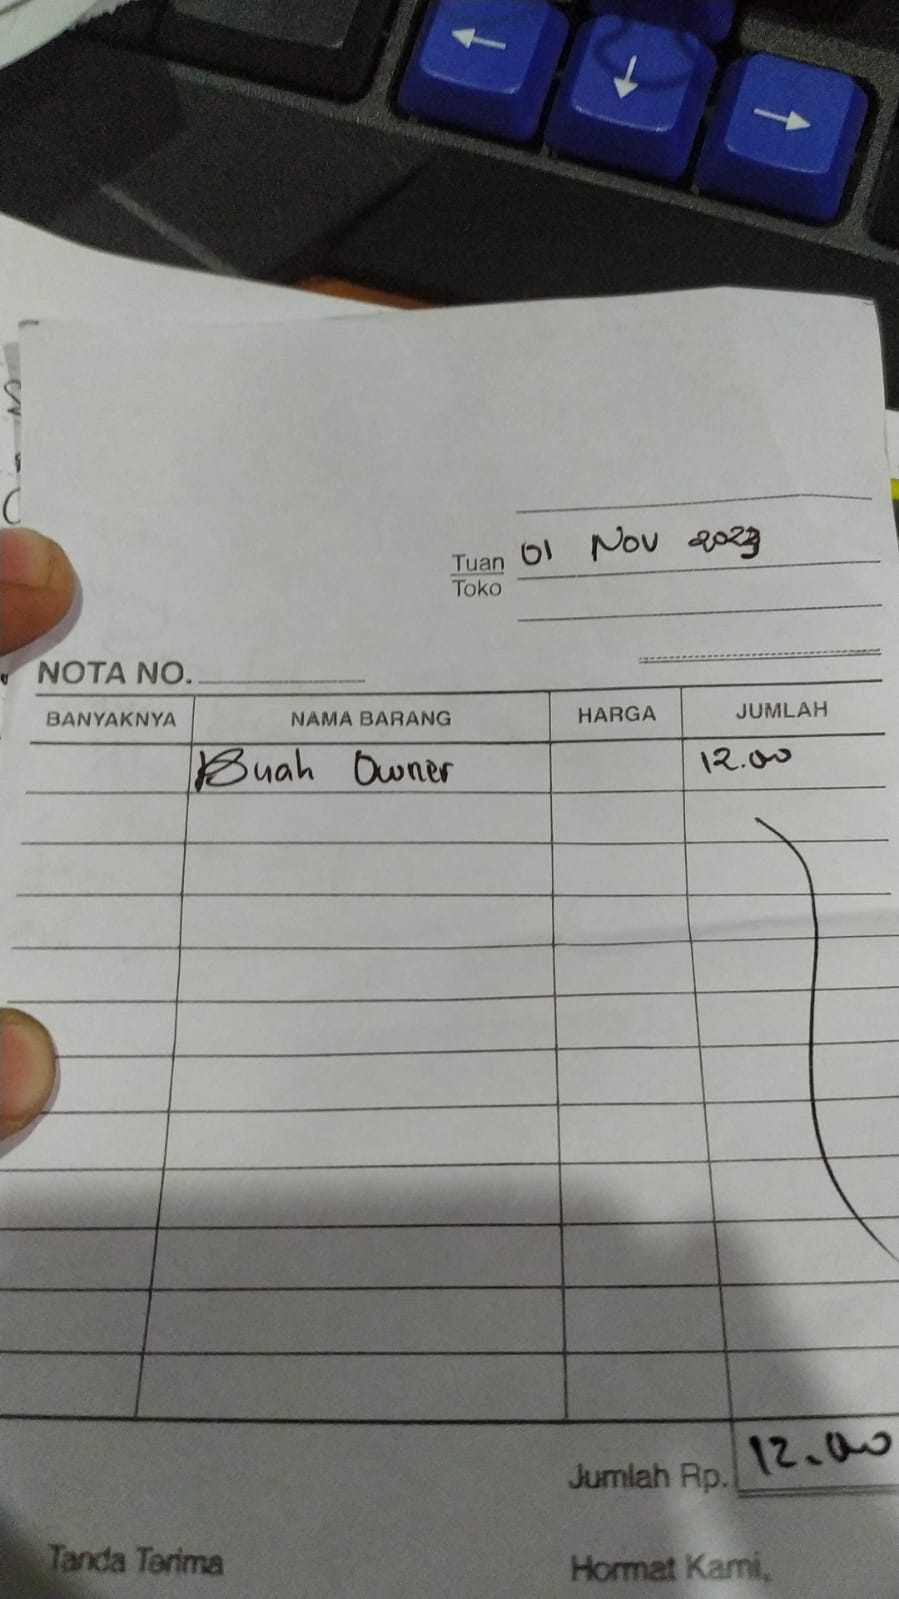 01 Nov 2023
Tuan
Toko
NOTA NO.
BANYAKNYA NAMA BARANG HARGA JUMLAH
Buah Owner 12.00
Jumlah Rp. 12.00
Tanda Terima Hormat Kami,